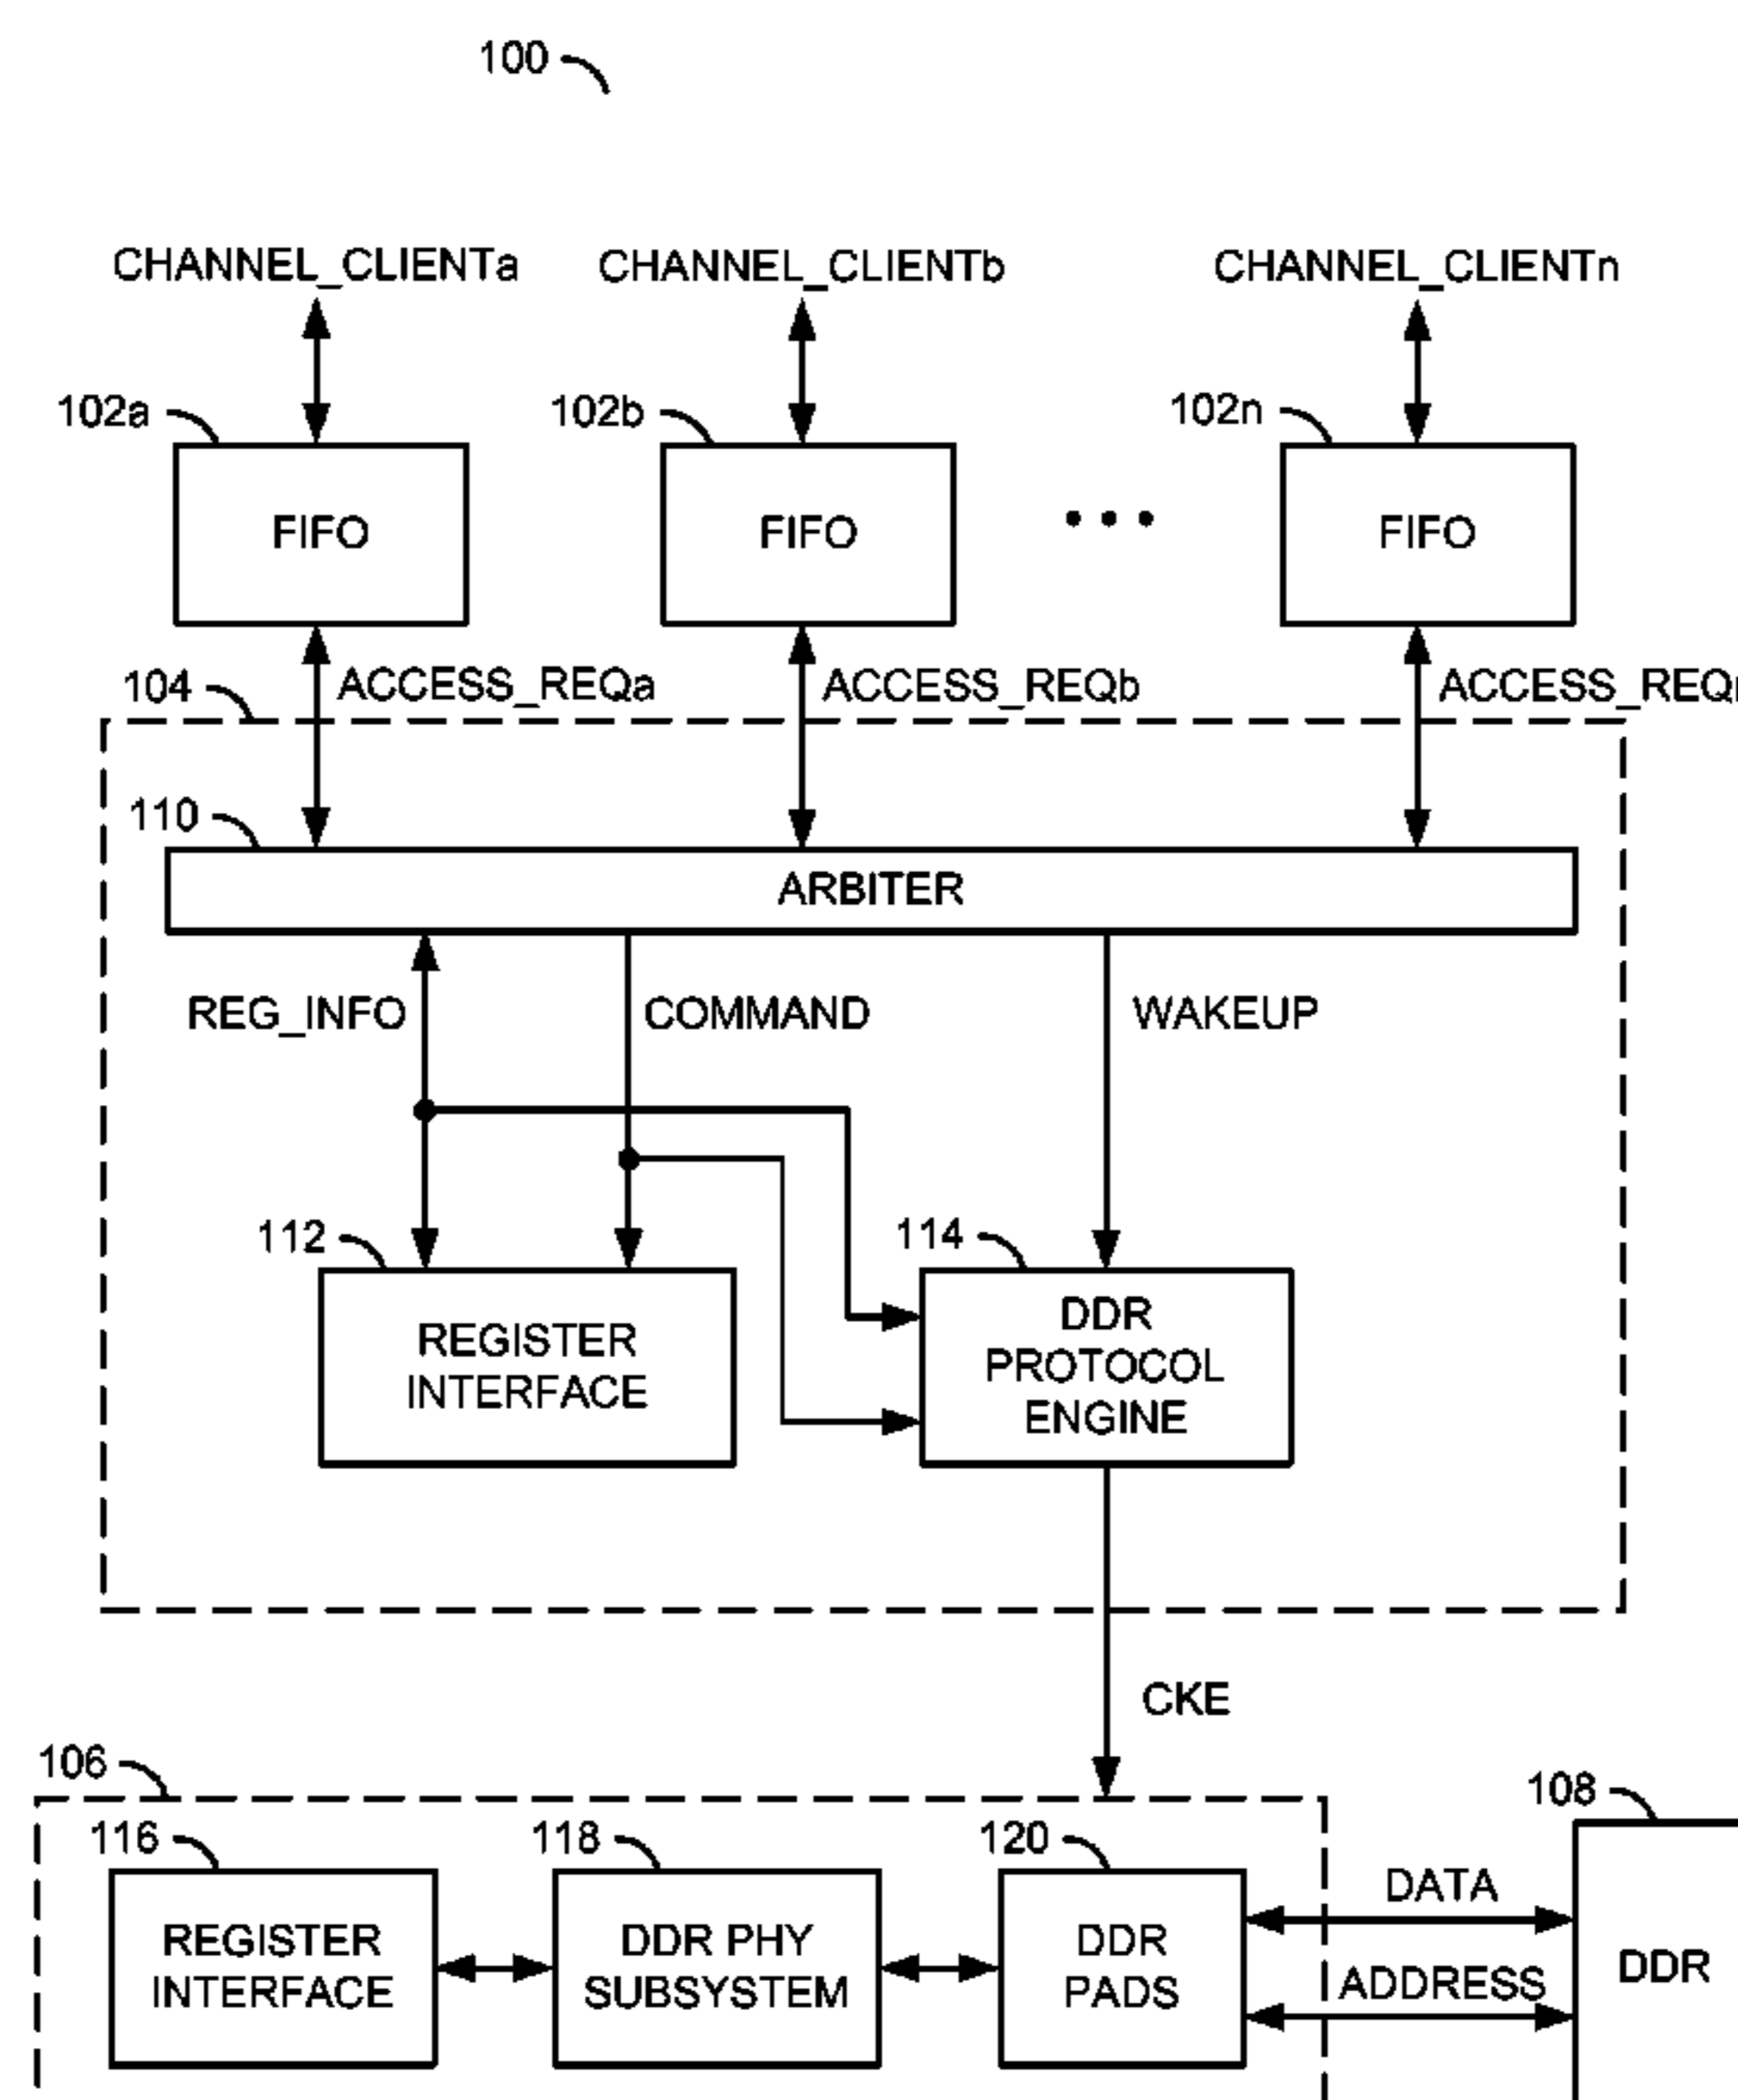 100
CHANNEL_CLIENTa
CHANNEL_CLIENTb
CHANNEL_CLIENTn
102a
102b
102n
FIFO
FIFO
• • •
FIFO
104
ACCESS_REQa
ACCESS_REQb
110
ARBITER
REG_INFO
COMMAND
WAKEUP
112
114
REGISTER
INTERFACE
DDR
PROTOCOL
ENGINE
CKE
106
108
116
118
120
REGISTER
INTERFACE
DDR PHY
SUBSYSTEM
DDR
PADS
DATA
ADDRESS
DDR